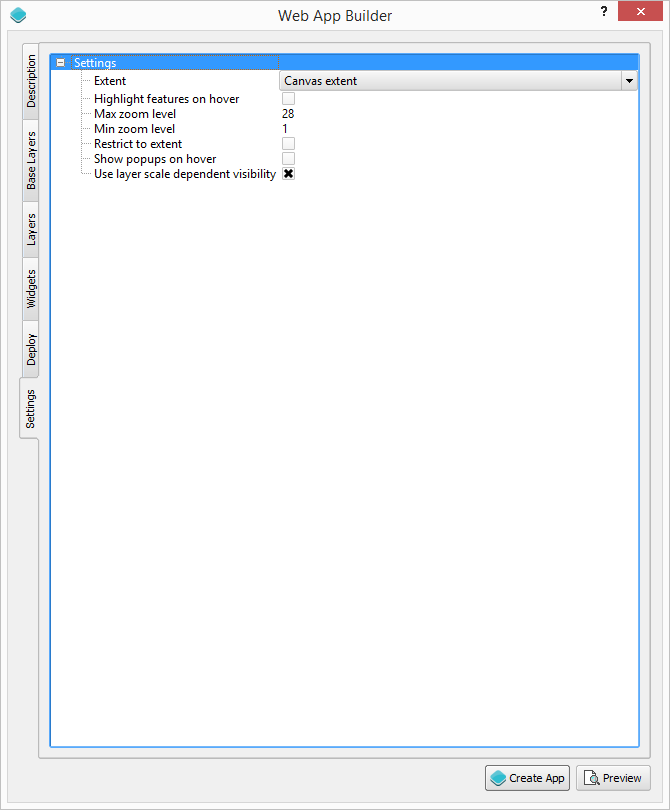 Web App Builder
?
Description
Base Layers
Layers
Widgets
Deploy
Settings
Settings
Extent Canvas extent
Highlight features on hover
Max zoom level 28
Min zoom level 1
Restrict to extent
Show popups on hover
Use layer scale dependent visibility
Create App Preview